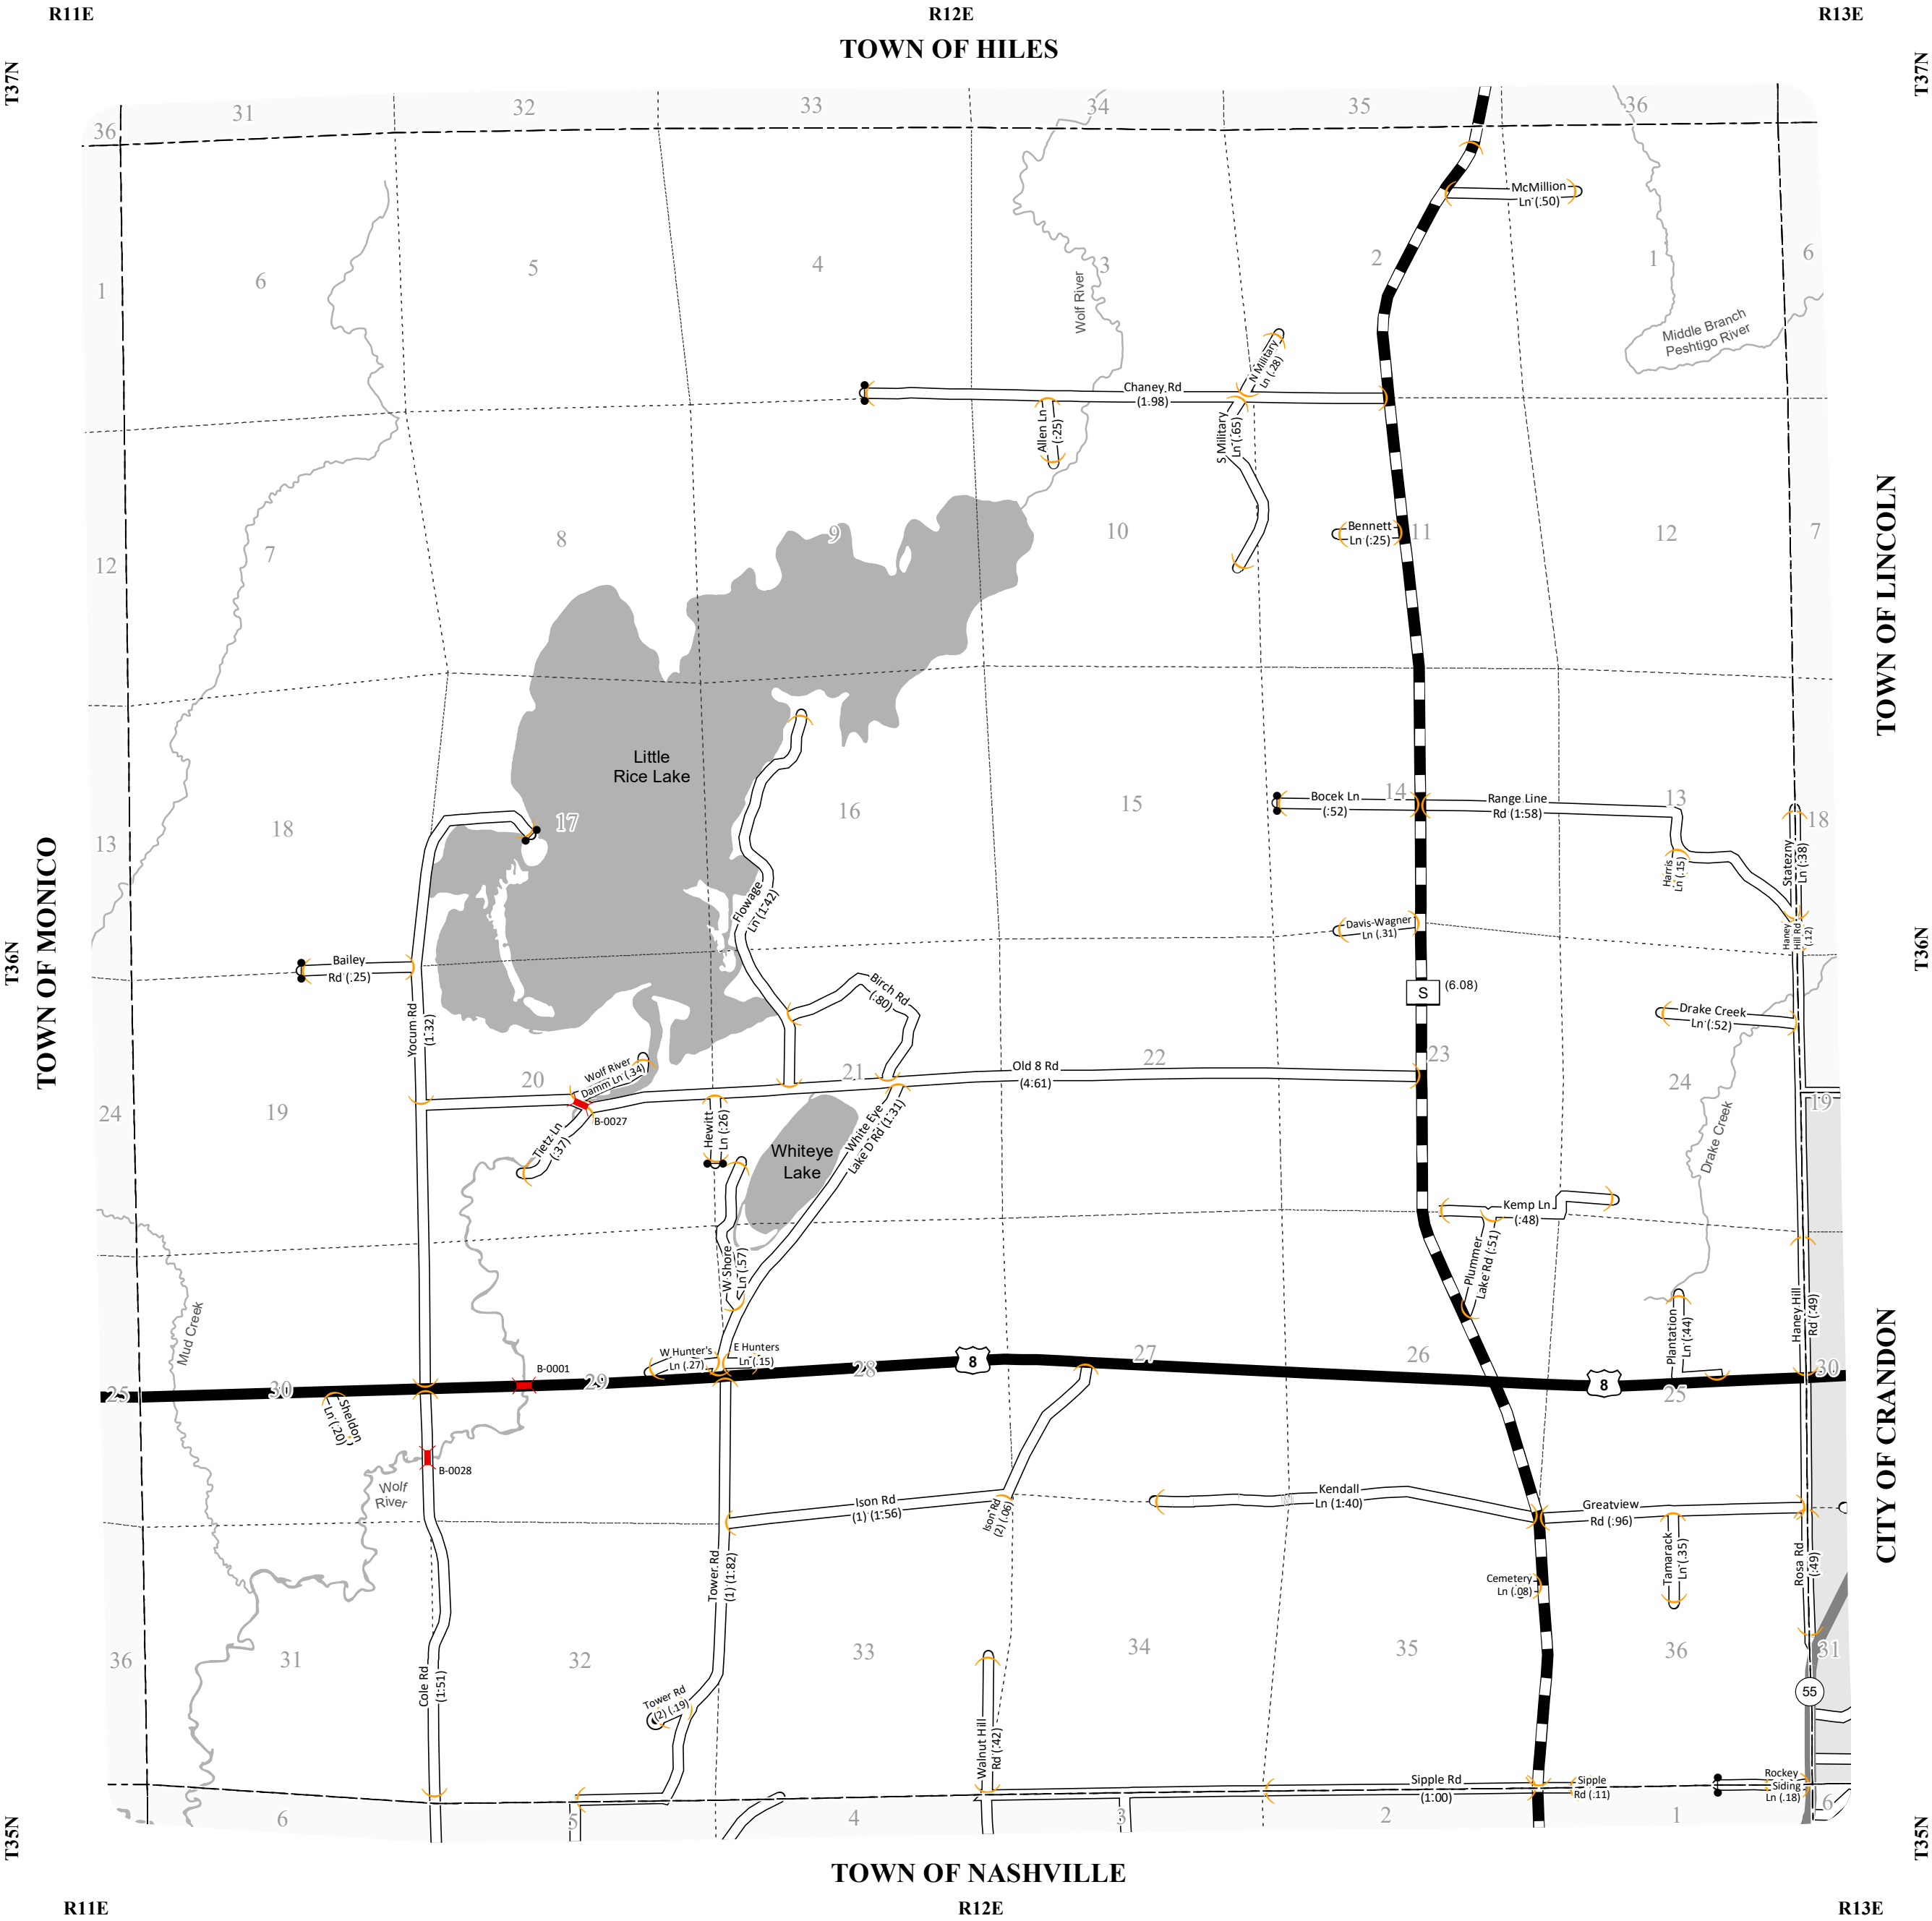 R11E R12E R13E
TOWN OF HILES
T37N T37N
31 32 33 34 35 36
36
McMillion
Ln (.50)
1 6 5 4 3 2 1 6
Wolf River
Middle Branch
Peshtigo River
N Military
Ln (.28)
Chaney Rd
(1.98)
Allen Ln
(.25)
S Military
Ln (.65)
TOWN OF LINCOLN
Bennett
Ln (.25)
12 7 8 9 10 11 12 7
Little
Rice Lake
Bocek Ln
(.52)
Range Line
Rd (1.58)
13 18 17 16 15 14 13 18
Harris
Ln (.15)
Statezny
Ln (.38)
Flowage
Ln (1.42)
Davis-Wagner
Ln (.31)
Haney
Hill Rd
(.12)
TOWN OF MONICO
T36N T36N
Bailey
Rd (.25)
Birch Rd
(.80)
S (6.08)
Yocum Rd
(1.32)
Drake Creek
Ln (.52)
Wolf River
Damm Ln (.34)
Old 8 Rd
(4.61)
24 19 20 21 22 23 24 19
B-0027
Tietz Ln
(.37)
Hewitt
Ln (.26)
Whiteye
Lake
White Eye
Lake D Rd (1.31)
Drake Creek
Kemp Ln
(.48)
W Shore
Ln (.57)
Plummer
Lake Rd (.51)
Mud Creek
Plantation
Ln (.44)
Haney Hill
Rd (.49)
W Hunter's
Ln (.27)
E Hunters
Ln (.15)
B-0001
8
8
25 30 29 28 27 26 25 30
Sheldon
Ln (.20)
B-0028
Wolf
River
Ison Rd
(1) (1.56)
Ison Rd
(2) (.06)
Kendall
Ln (1.40)
Greatview
Rd (.96)
CITY OF CRANDON
Tower Rd
(1) (1.82)
Cemetery
Ln (.08)
Tamarack
Ln (.35)
Rosa Rd
(.49)
36 31 32 33 34 35 36 31
Cole Rd
(1.51)
Tower Rd
(2) (.19)
55
Walnut Hill
Rd (.42)
Sipple Rd
(1.00)
Sipple
Rd (.11)
Rockey
Siding
Ln (.18)
6 5 4 3 2 1 6
T35N T35N
TOWN OF NASHVILLE
R11E R12E R13E